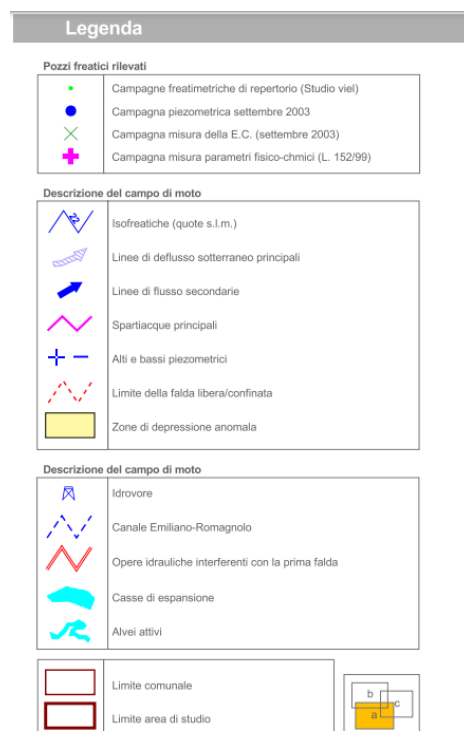 Legenda
Pozzi freatici rilevati
Campagne freatimetriche di repertorio (Studio viel)
Campagna piezometrica settembre 2003
Campagna misura della E.C. (settembre 2003)
Campagna misura parametri fisico-chmici (L. 152/99)
Descrizione del campo di moto
22
Isofreatiche (quote s.l.m.)
Linee di deflusso sotterraneo principali
Linee di flusso secondarie
Spartiacque principali
Alti e bassi piezometrici
Limite della falda libera/confinata
Zone di depressione anomala
Descrizione del campo di moto
Idrovore
Canale Emiliano-Romagnolo
Opere idrauliche interferenti con la prima falda
Casse di espansione
Alvei attivi
Limite comunale
Limite area di studio
b
c
a